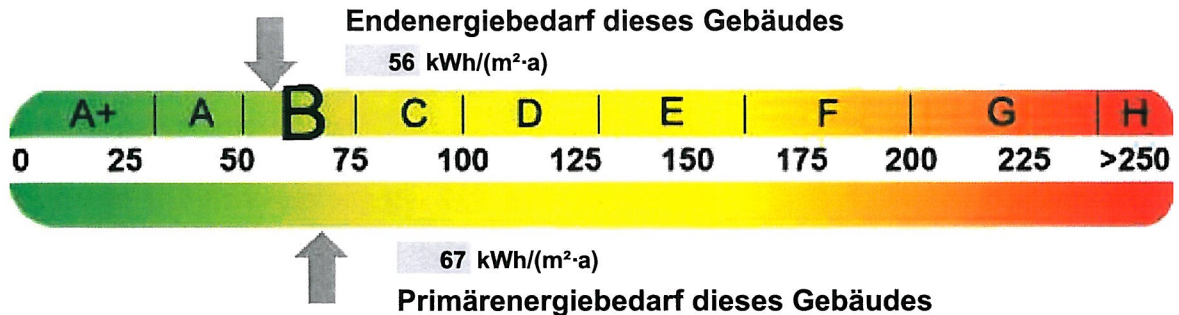 Endenergiebedarf dieses Gebäudes
56 kWh/(m²·a)
A+ A B C D E F G H
0 25 50 75 100 125 150 175 200 225 >250
67 kWh/(m²·a)
Primärenergiebedarf dieses Gebäudes